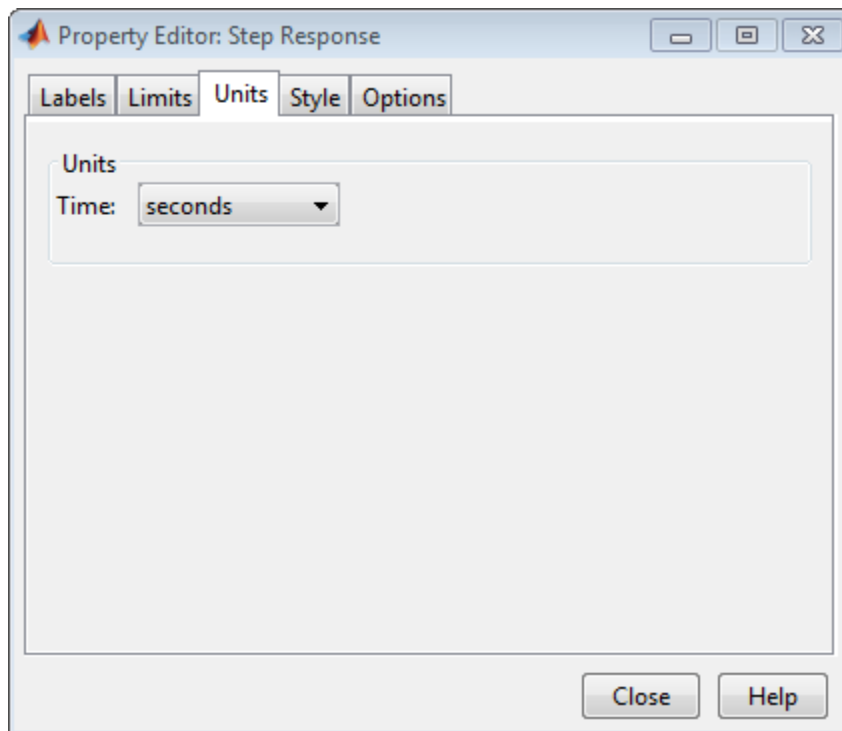 Property Editor: Step Response
Labels Limits Units Style Options
Units
Time: seconds
Close Help